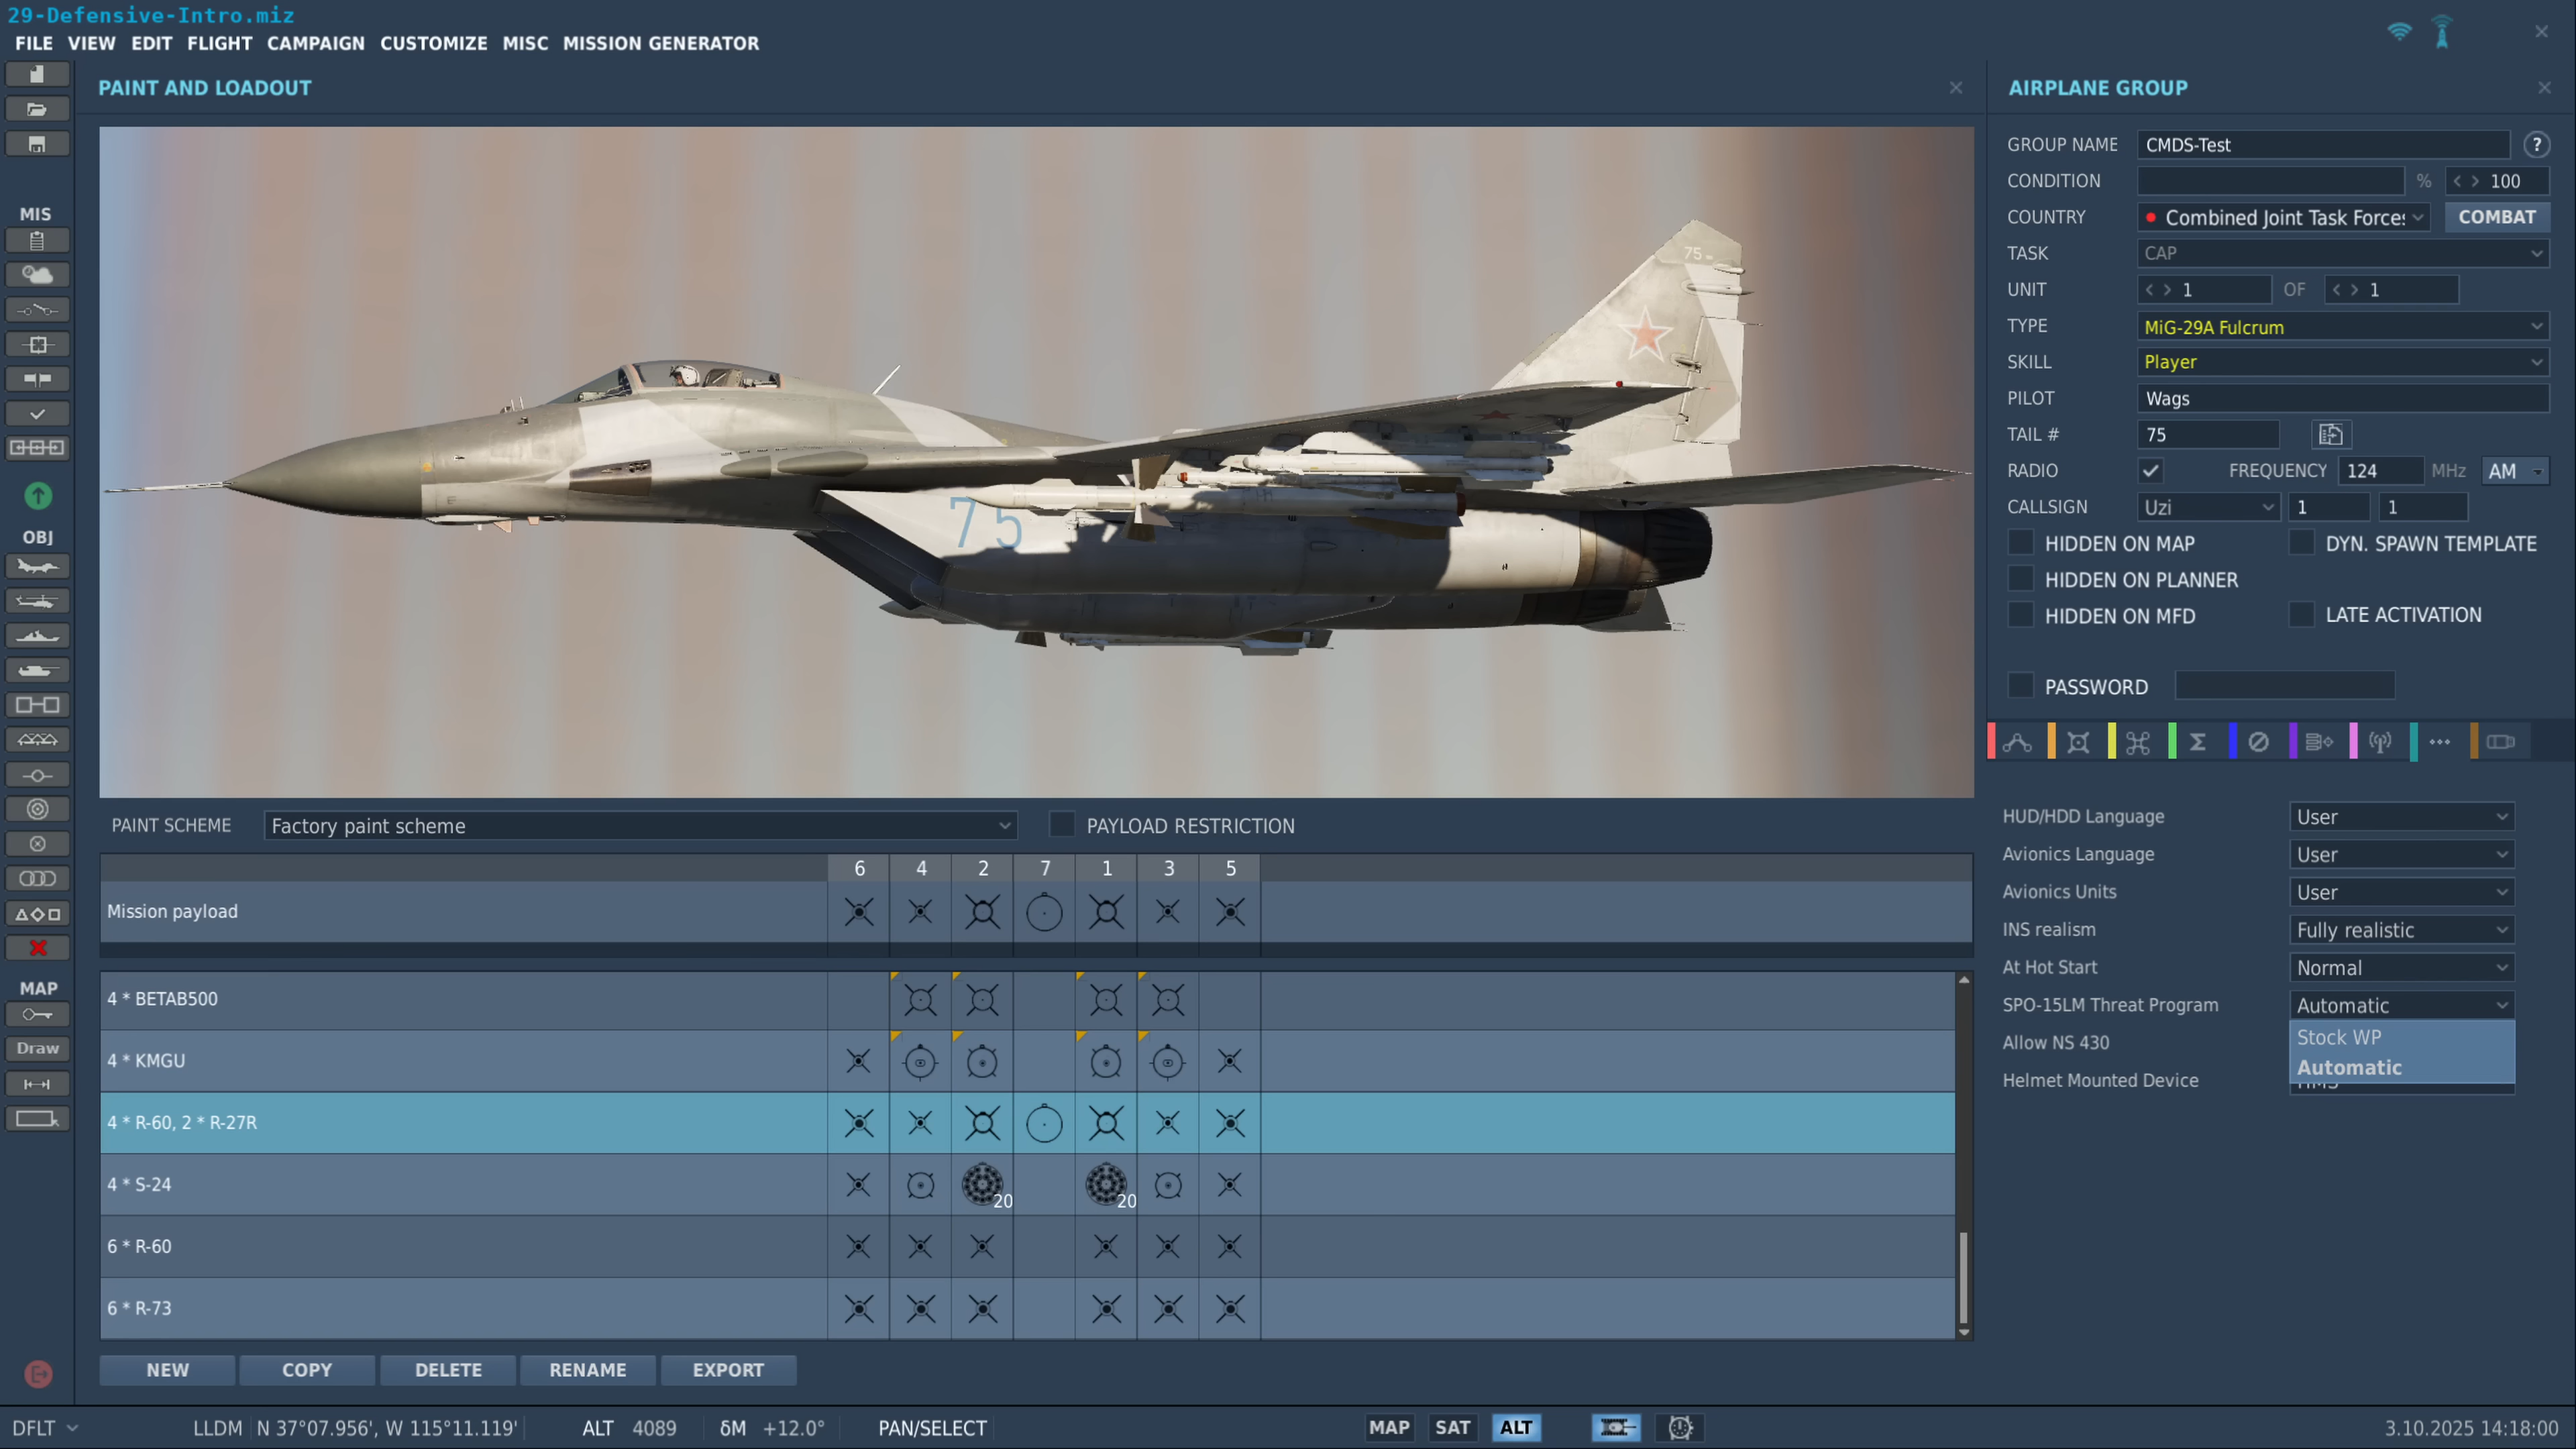 29-Defensive-Intro.miz
FILE VIEW EDIT FLIGHT CAMPAIGN CUSTOMIZE MISC MISSION GENERATOR
PAINT AND LOADOUT
75
75
PAINT SCHEME Factory paint scheme PAYLOAD RESTRICTION
6 4 2 7 1 3 5
Mission payload
4 * BETAB500
4 * KMGU
4 * R-60, 2 * R-27R
4 * S-24 20 20
6 * R-60
6 * R-73
NEW COPY DELETE RENAME EXPORT
MIS
OBJ
MAP
Draw
AIRPLANE GROUP
GROUP NAME CMDS-Test ?
CONDITION % < > 100
COUNTRY Combined Joint Task Forces COMBAT
TASK CAP
UNIT < > 1 OF < > 1
TYPE MiG-29A Fulcrum
SKILL Player
PILOT Wags
TAIL # 75
RADIO FREQUENCY 124 MHz AM
CALLSIGN Uzi 1 1
HIDDEN ON MAP DYN. SPAWN TEMPLATE
HIDDEN ON PLANNER
HIDDEN ON MFD LATE ACTIVATION
PASSWORD
HUD/HDD Language User
Avionics Language User
Avionics Units User
INS realism Fully realistic
At Hot Start Normal
SPO-15LM Threat Program Automatic
Stock WP
Allow NS 430
Automatic
Helmet Mounted Device
DFLT LLDM N 37°07.956', W 115°11.119' ALT 4089 δM +12.0° PAN/SELECT MAP SAT ALT 3.10.2025 14:18:00